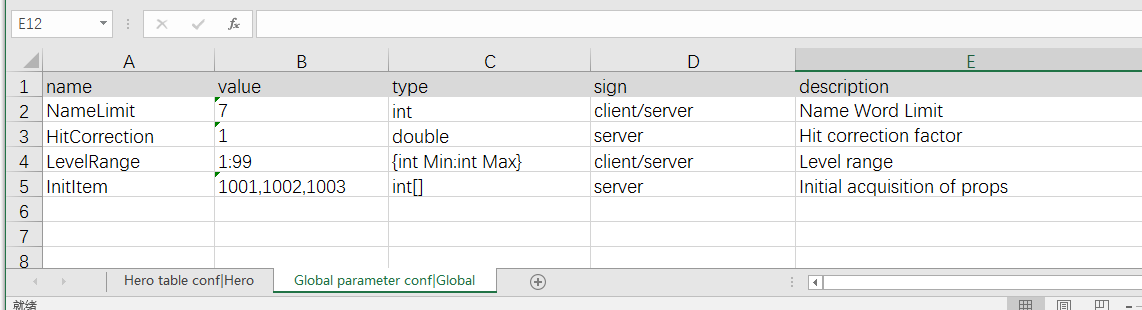 E12
fx
A B C D E
1 name value type sign description
2 NameLimit 7 int client/server Name Word Limit
3 HitCorrection 1 double server Hit correction factor
4 LevelRange 1:99 {int Min:int Max} client/server Level range
5 InitItem 1001,1002,1003 int[] server Initial acquisition of props
6
7
8
Hero table conf|Hero Global parameter conf|Global
就绪